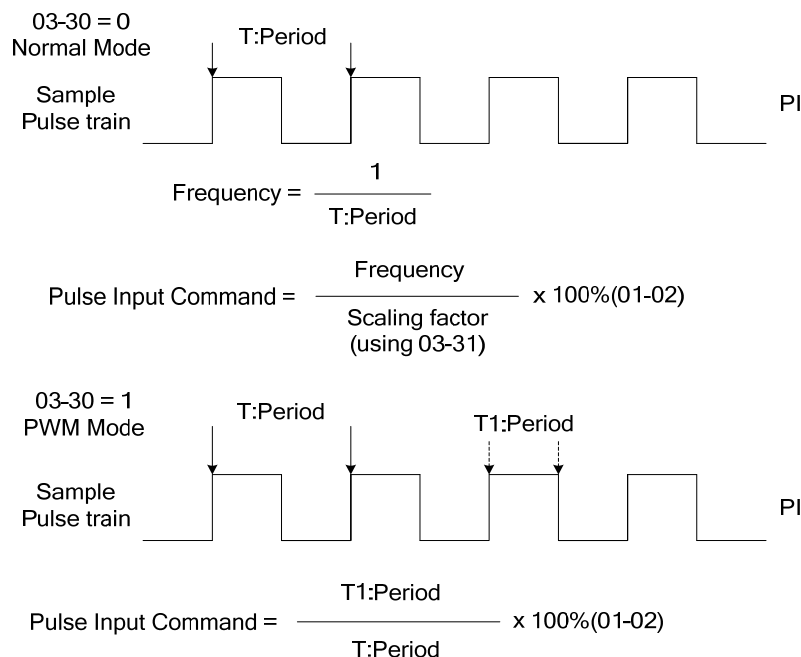 03-30 = 0
Normal Mode
T:Period
Sample
Pulse train
PI
Frequency = 1
T:Period
Pulse Input Command = Frequency x 100%(01-02)
Scaling factor
(using 03-31)
03-30 = 1
PWM Mode
T:Period
T1:Period
Sample
Pulse train
PI
Pulse Input Command = T1:Period x 100%(01-02)
T:Period